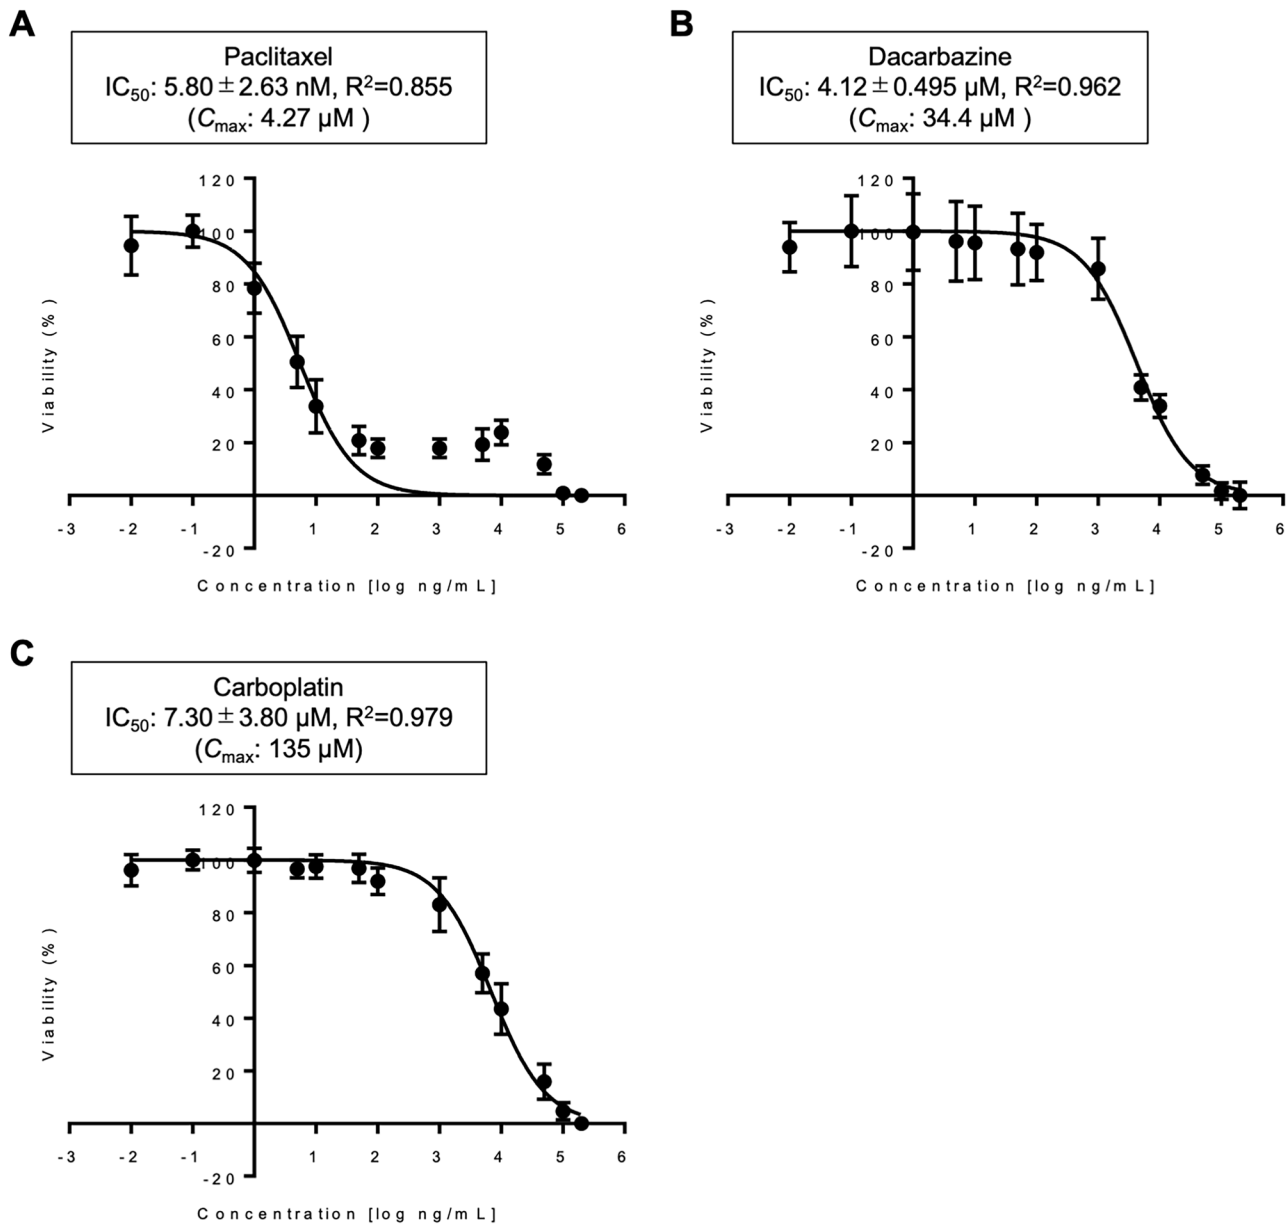 A
Paclitaxel
IC50: 5.80±2.63 nM, R²=0.855
(Cmax: 4.27 μM )
120
100
80
60
40
20
-20
Viability (%)
-3 -2 -1 1 2 3 4 5 6
Concentration [log ng/mL]
B
Dacarbazine
IC50: 4.12±0.495 μM, R²=0.962
(Cmax: 34.4 μM )
120
100
80
60
40
20
-20
Viability (%)
-3 -2 -1 1 2 3 4 5 6
Concentration [log ng/mL]
C
Carboplatin
IC50: 7.30±3.80 μM, R²=0.979
(Cmax: 135 μM)
120
100
80
60
40
20
-20
Viability (%)
-3 -2 -1 1 2 3 4 5 6
Concentration [log ng/mL]